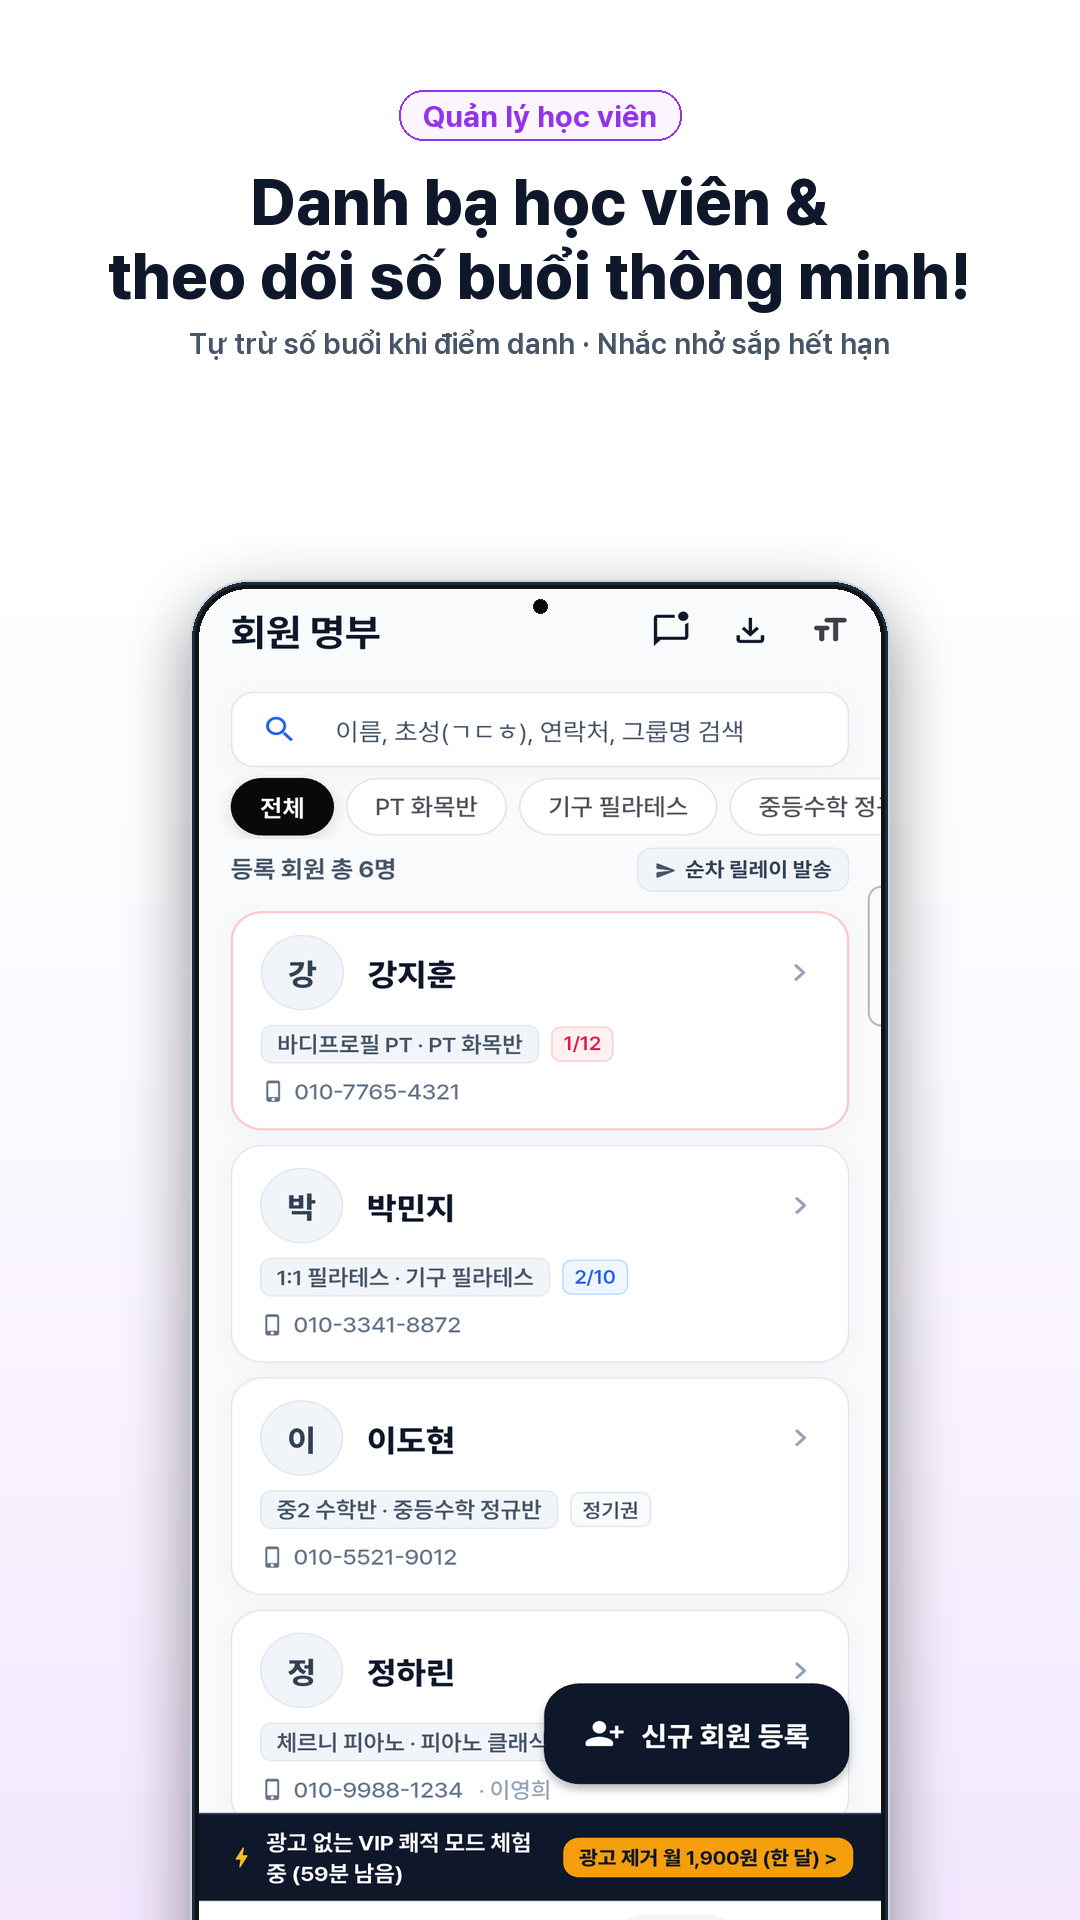 Quản lý học viên
Danh bạ học viên &
theo dõi số buổi thông minh!
Tự trừ số buổi khi điểm danh · Nhắc nhở sắp hết hạn
회원 명부
이름, 초성(ㄱㄷㅎ), 연락처, 그룹명 검색
전체
PT 화목반
기구 필라테스
중등수학 정
등록 회원 총 6명
순차 릴레이 발송
강
강지훈
바디프로필 PT · PT 화목반
1/12
010-7765-4321
박
박민지
1:1 필라테스 · 기구 필라테스
2/10
010-3341-8872
이
이도현
중2 수학반 · 중등수학 정규반
정기권
010-5521-9012
정
정하린
체르니 피아노 · 피아노 클래식
010-9988-1234 · 이영희
신규 회원 등록
광고 없는 VIP 쾌적 모드 체험
중 (59분 남음)
광고 제거 월 1,900원 (한 달) >